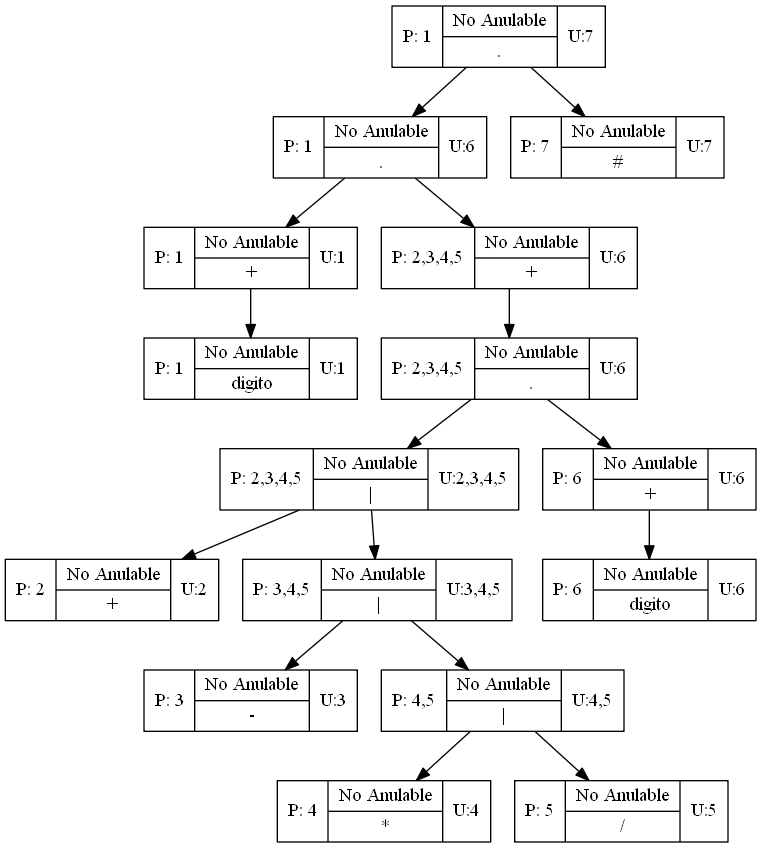 No Anulable
P: 1 U:7
.
No Anulable No Anulable
P: 1 U:6 P: 7 U:7
. #
No Anulable No Anulable
P: 1 U:1 P: 2,3,4,5 U:6
+ +
No Anulable No Anulable
P: 1 U:1 P: 2,3,4,5 U:6
digito .
No Anulable No Anulable
P: 2,3,4,5 U:2,3,4,5 P: 6 U:6
| +
No Anulable No Anulable No Anulable
P: 2 U:2 P: 3,4,5 U:3,4,5 P: 6 U:6
+ | digito
No Anulable No Anulable
P: 3 U:3 P: 4,5 U:4,5
- |
No Anulable No Anulable
P: 4 U:4 P: 5 U:5
* /